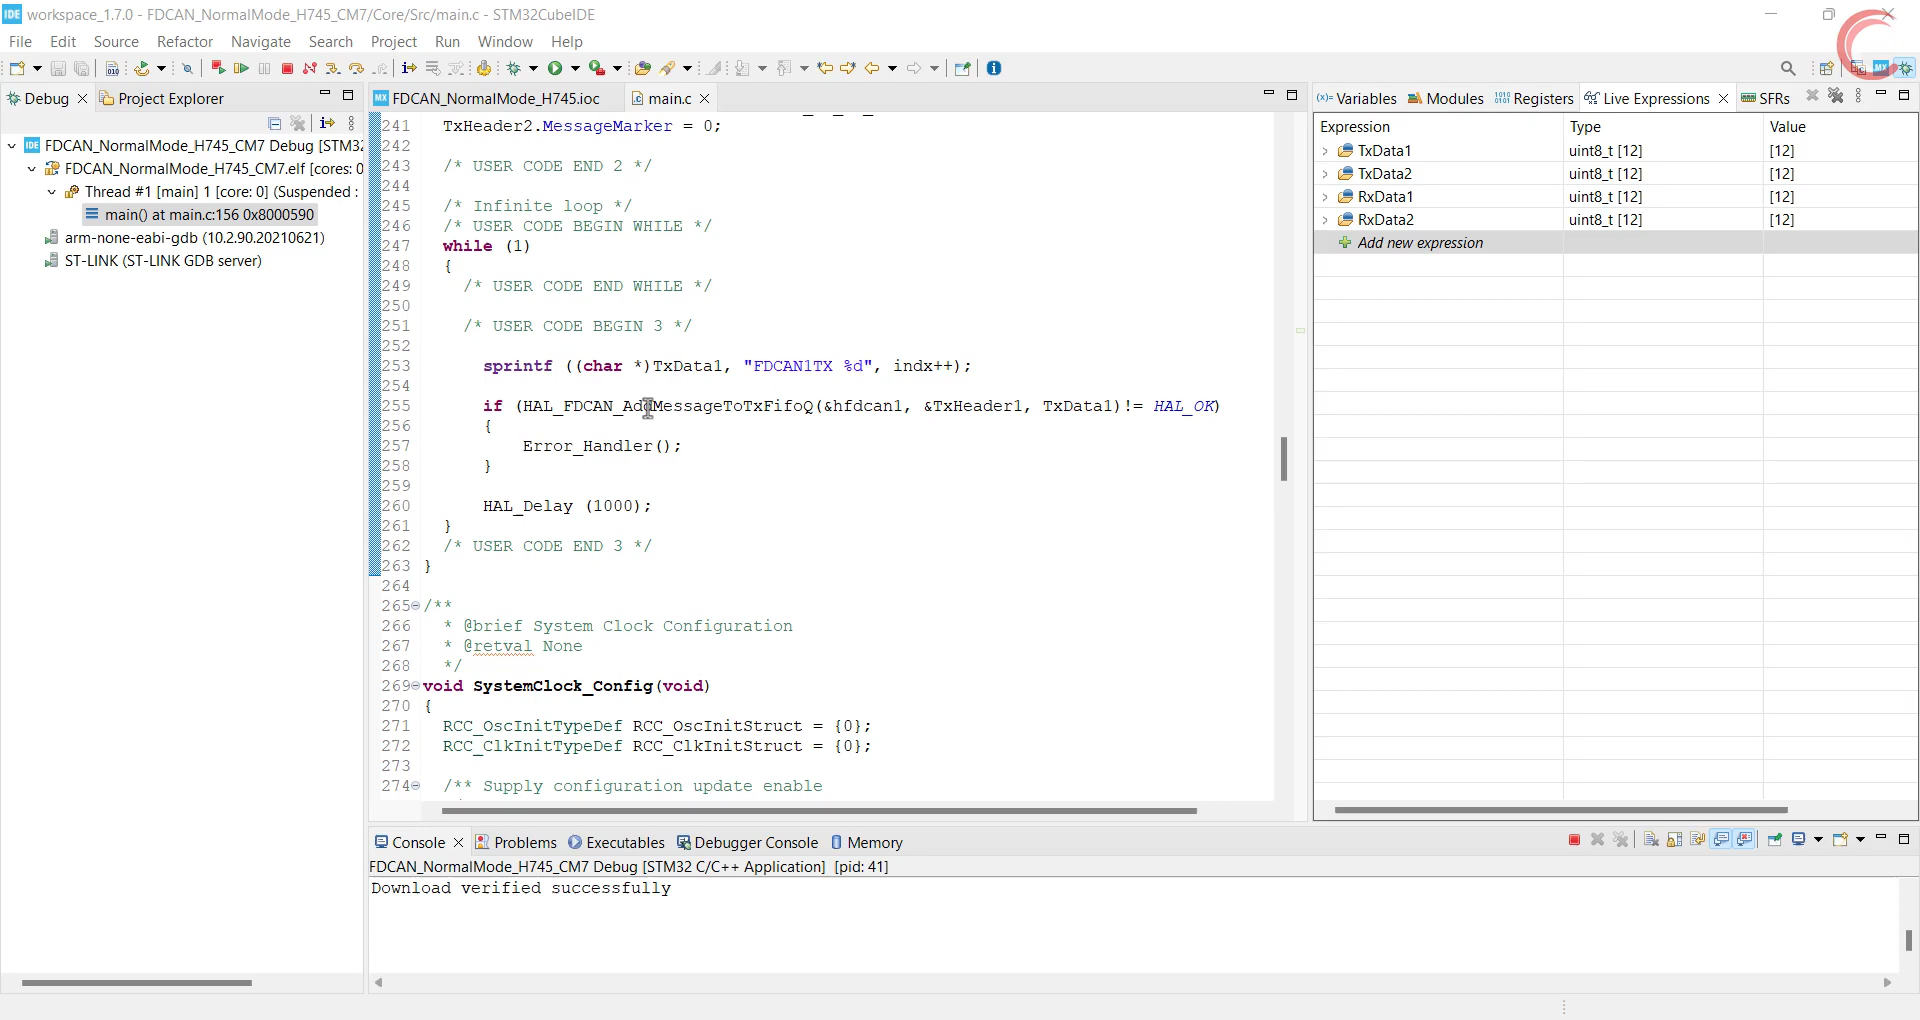 IDE workspace_1.7.0 - FDCAN_NormalMode_H745_CM7/Core/Src/main.c - STM32CubeIDE
File Edit Source Refactor Navigate Search Project Run Window Help
Debug Project Explorer
FDCAN_NormalMode_H745_CM7 Debug [STM32
FDCAN_NormalMode_H745_CM7.elf [cores: 0
Thread #1 [main] 1 [core: 0] (Suspended :
main() at main.c:156 0x8000590
arm-none-eabi-gdb (10.2.90.20210621)
ST-LINK (ST-LINK GDB server)
MX FDCAN_NormalMode_H745.ioc main.c
241 TxHeader2.MessageMarker = 0;
242
243 /* USER CODE END 2 */
244
245 /* Infinite loop */
246 /* USER CODE BEGIN WHILE */
247 while (1)
248 {
249 /* USER CODE END WHILE */
250
251 /* USER CODE BEGIN 3 */
252
253 sprintf ((char *)TxData1, "FDCAN1TX %d", indx++);
254
255 if (HAL_FDCAN_AddMessageToTxFifoQ(&hfdcan1, &TxHeader1, TxData1)!= HAL_OK)
256 {
257 Error_Handler();
258 }
259
260 HAL_Delay (1000);
261 }
262 /* USER CODE END 3 */
263 }
264
265 /**
266 * @brief System Clock Configuration
267 * @retval None
268 */
269 void SystemClock_Config(void)
270 {
271 RCC_OscInitTypeDef RCC_OscInitStruct = {0};
272 RCC_ClkInitTypeDef RCC_ClkInitStruct = {0};
273
274 /** Supply configuration update enable
(x)= Variables Modules Registers Live Expressions SFRs
Expression Type Value
TxData1 uint8_t [12] [12]
TxData2 uint8_t [12] [12]
RxData1 uint8_t [12] [12]
RxData2 uint8_t [12] [12]
Add new expression
Console Problems Executables Debugger Console Memory
FDCAN_NormalMode_H745_CM7 Debug [STM32 C/C++ Application] [pid: 41]
Download verified successfully